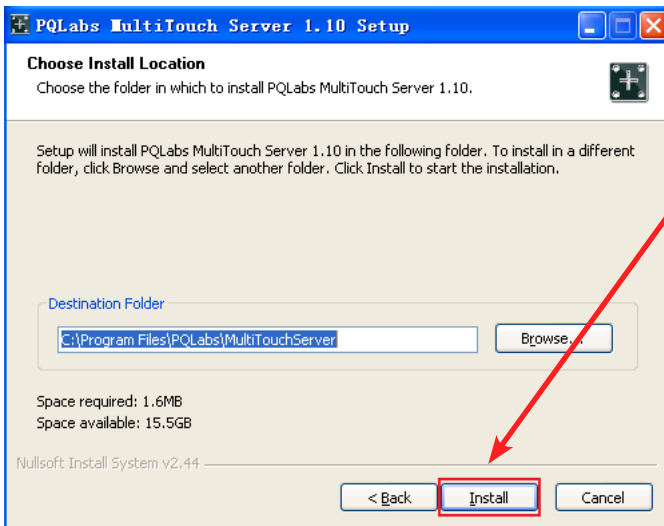 PQLabs MultiTouch Server 1.10 Setup
Choose Install Location
Choose the folder in which to install PQLabs MultiTouch Server 1.10.
Setup will install PQLabs MultiTouch Server 1.10 in the following folder. To install in a different
folder, click Browse and select another folder. Click Install to start the installation.
Destination Folder
C:\Program Files\PQLabs\MultiTouchServer
Browse...
Space required: 1.6MB
Space available: 15.5GB
Nullsoft Install System v2.44
< Back Install Cancel